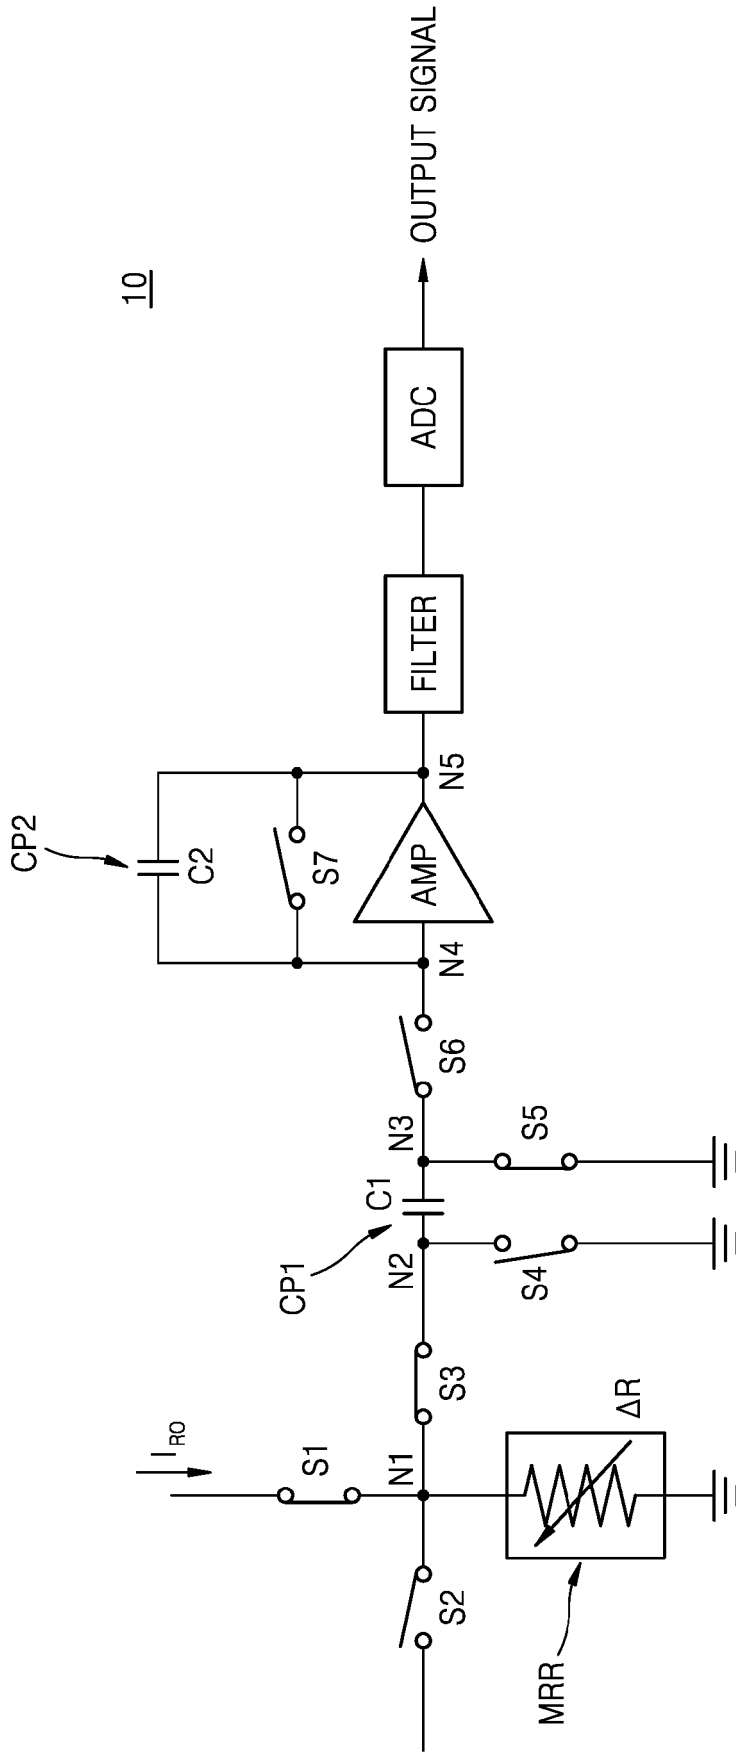 10
CP2
C2
S7
I_RO
S1
CP1
C1
N1
N2
N3
N4
N5
AMP
FILTER
ADC
OUTPUT SIGNAL
S2
S3
S6
S4
S5
MRR
ΔR